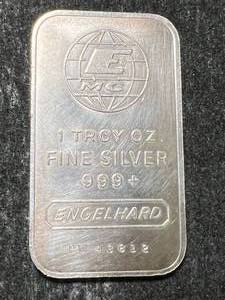 E
MC
1 TROY OZ.
FINE SILVER
999+
ENGELHARD